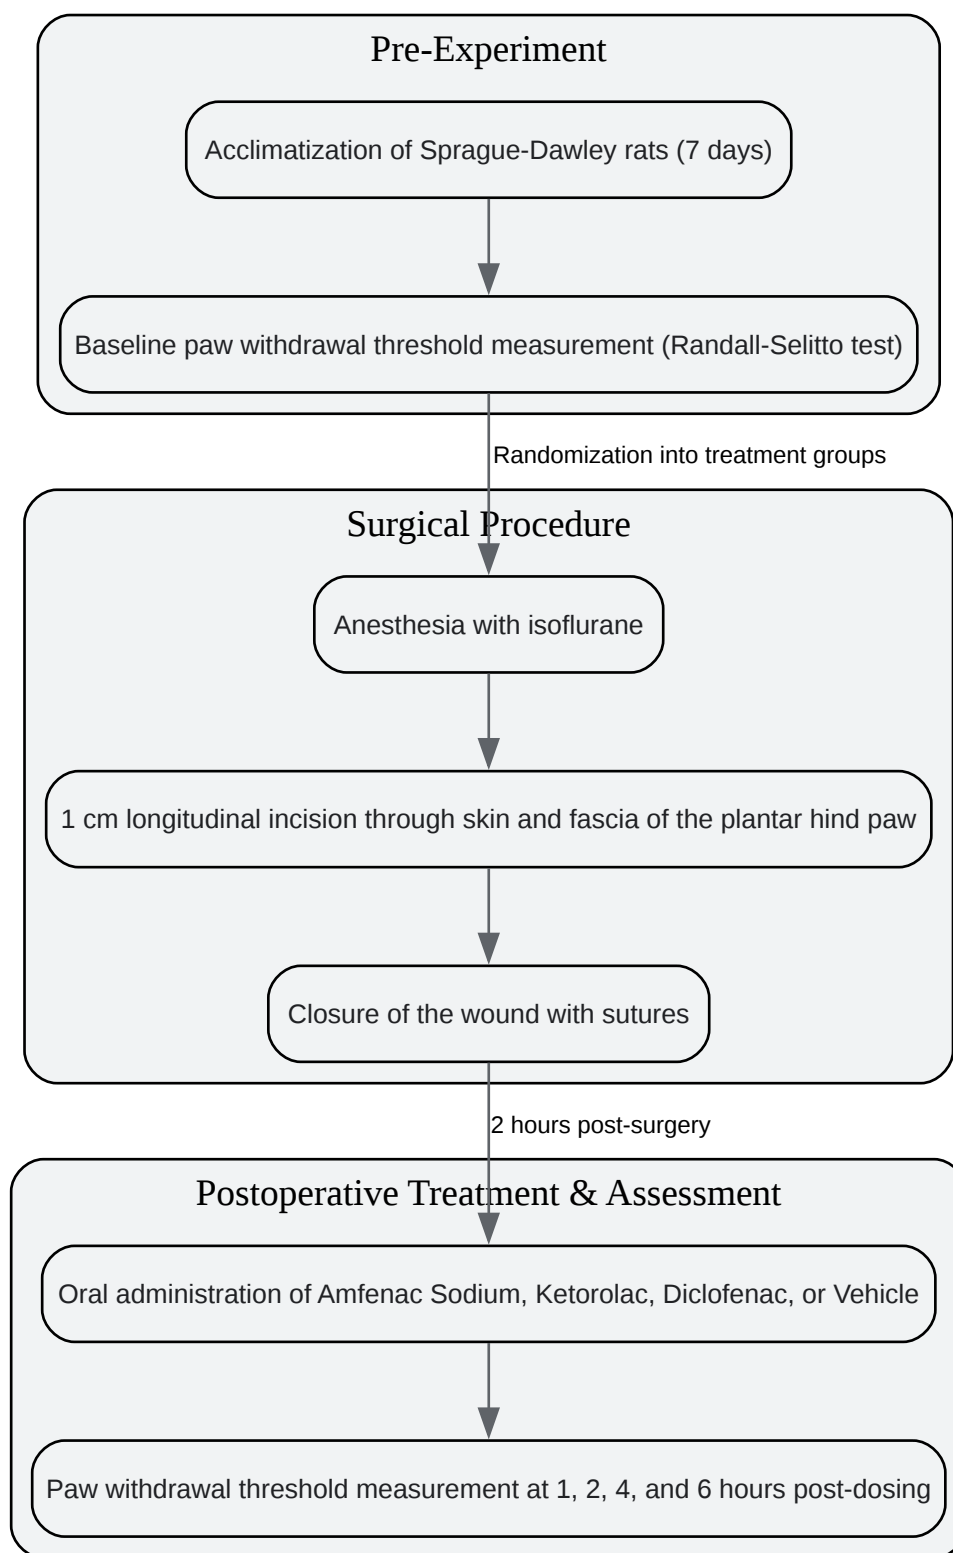 Pre-Experiment
Acclimatization of Sprague-Dawley rats (7 days)
Baseline paw withdrawal threshold measurement (Randall-Selitto test)
Randomization into treatment groups
Surgical Procedure
Anesthesia with isoflurane
1 cm longitudinal incision through skin and fascia of the plantar hind paw
Closure of the wound with sutures
2 hours post-surgery
Postoperative Treatment & Assessment
Oral administration of Amfenac Sodium, Ketorolac, Diclofenac, or Vehicle
Paw withdrawal threshold measurement at 1, 2, 4, and 6 hours post-dosing